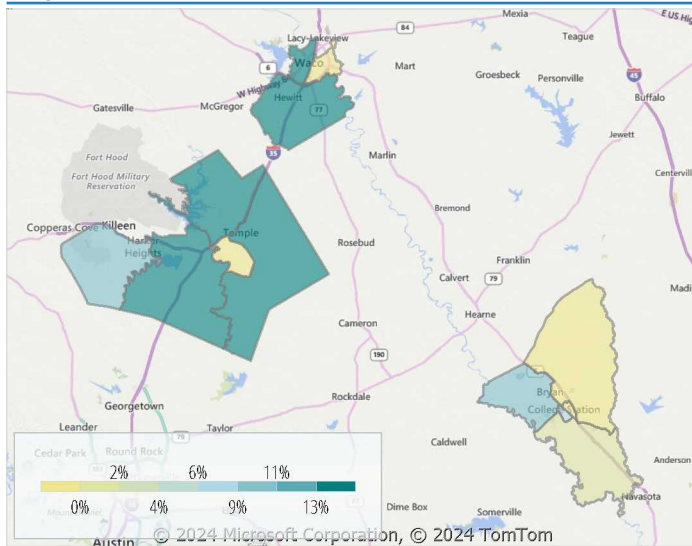 Mexia
E US Hig
84
Teague
Lacy-Lakeview
Waco
6
Mart
45
Groesbeck
Personville
W Highway
Hewitt
Buffalo
Gatesville
McGregor
77
Jewett
35
Fort Hood
Marlin
Fort Hood Military
Reservation
Centervill
Bremond
Copperas Cove
Killeen
Temple
Harker
Heights
Rosebud
Franklin
Calvert
79
Madi
Hearne
Cameron
190
Bryan
Rockdale
College Station
Georgetown
Leander
Taylor
79
Caldwell
Cedar Park
Round Rock
Anderson
2%
6%
11%
0%
4%
9%
13%
Navasota
Dime Box
Somerville
© 2024 Microsoft Corporation, © 2024 TomTom
Austin